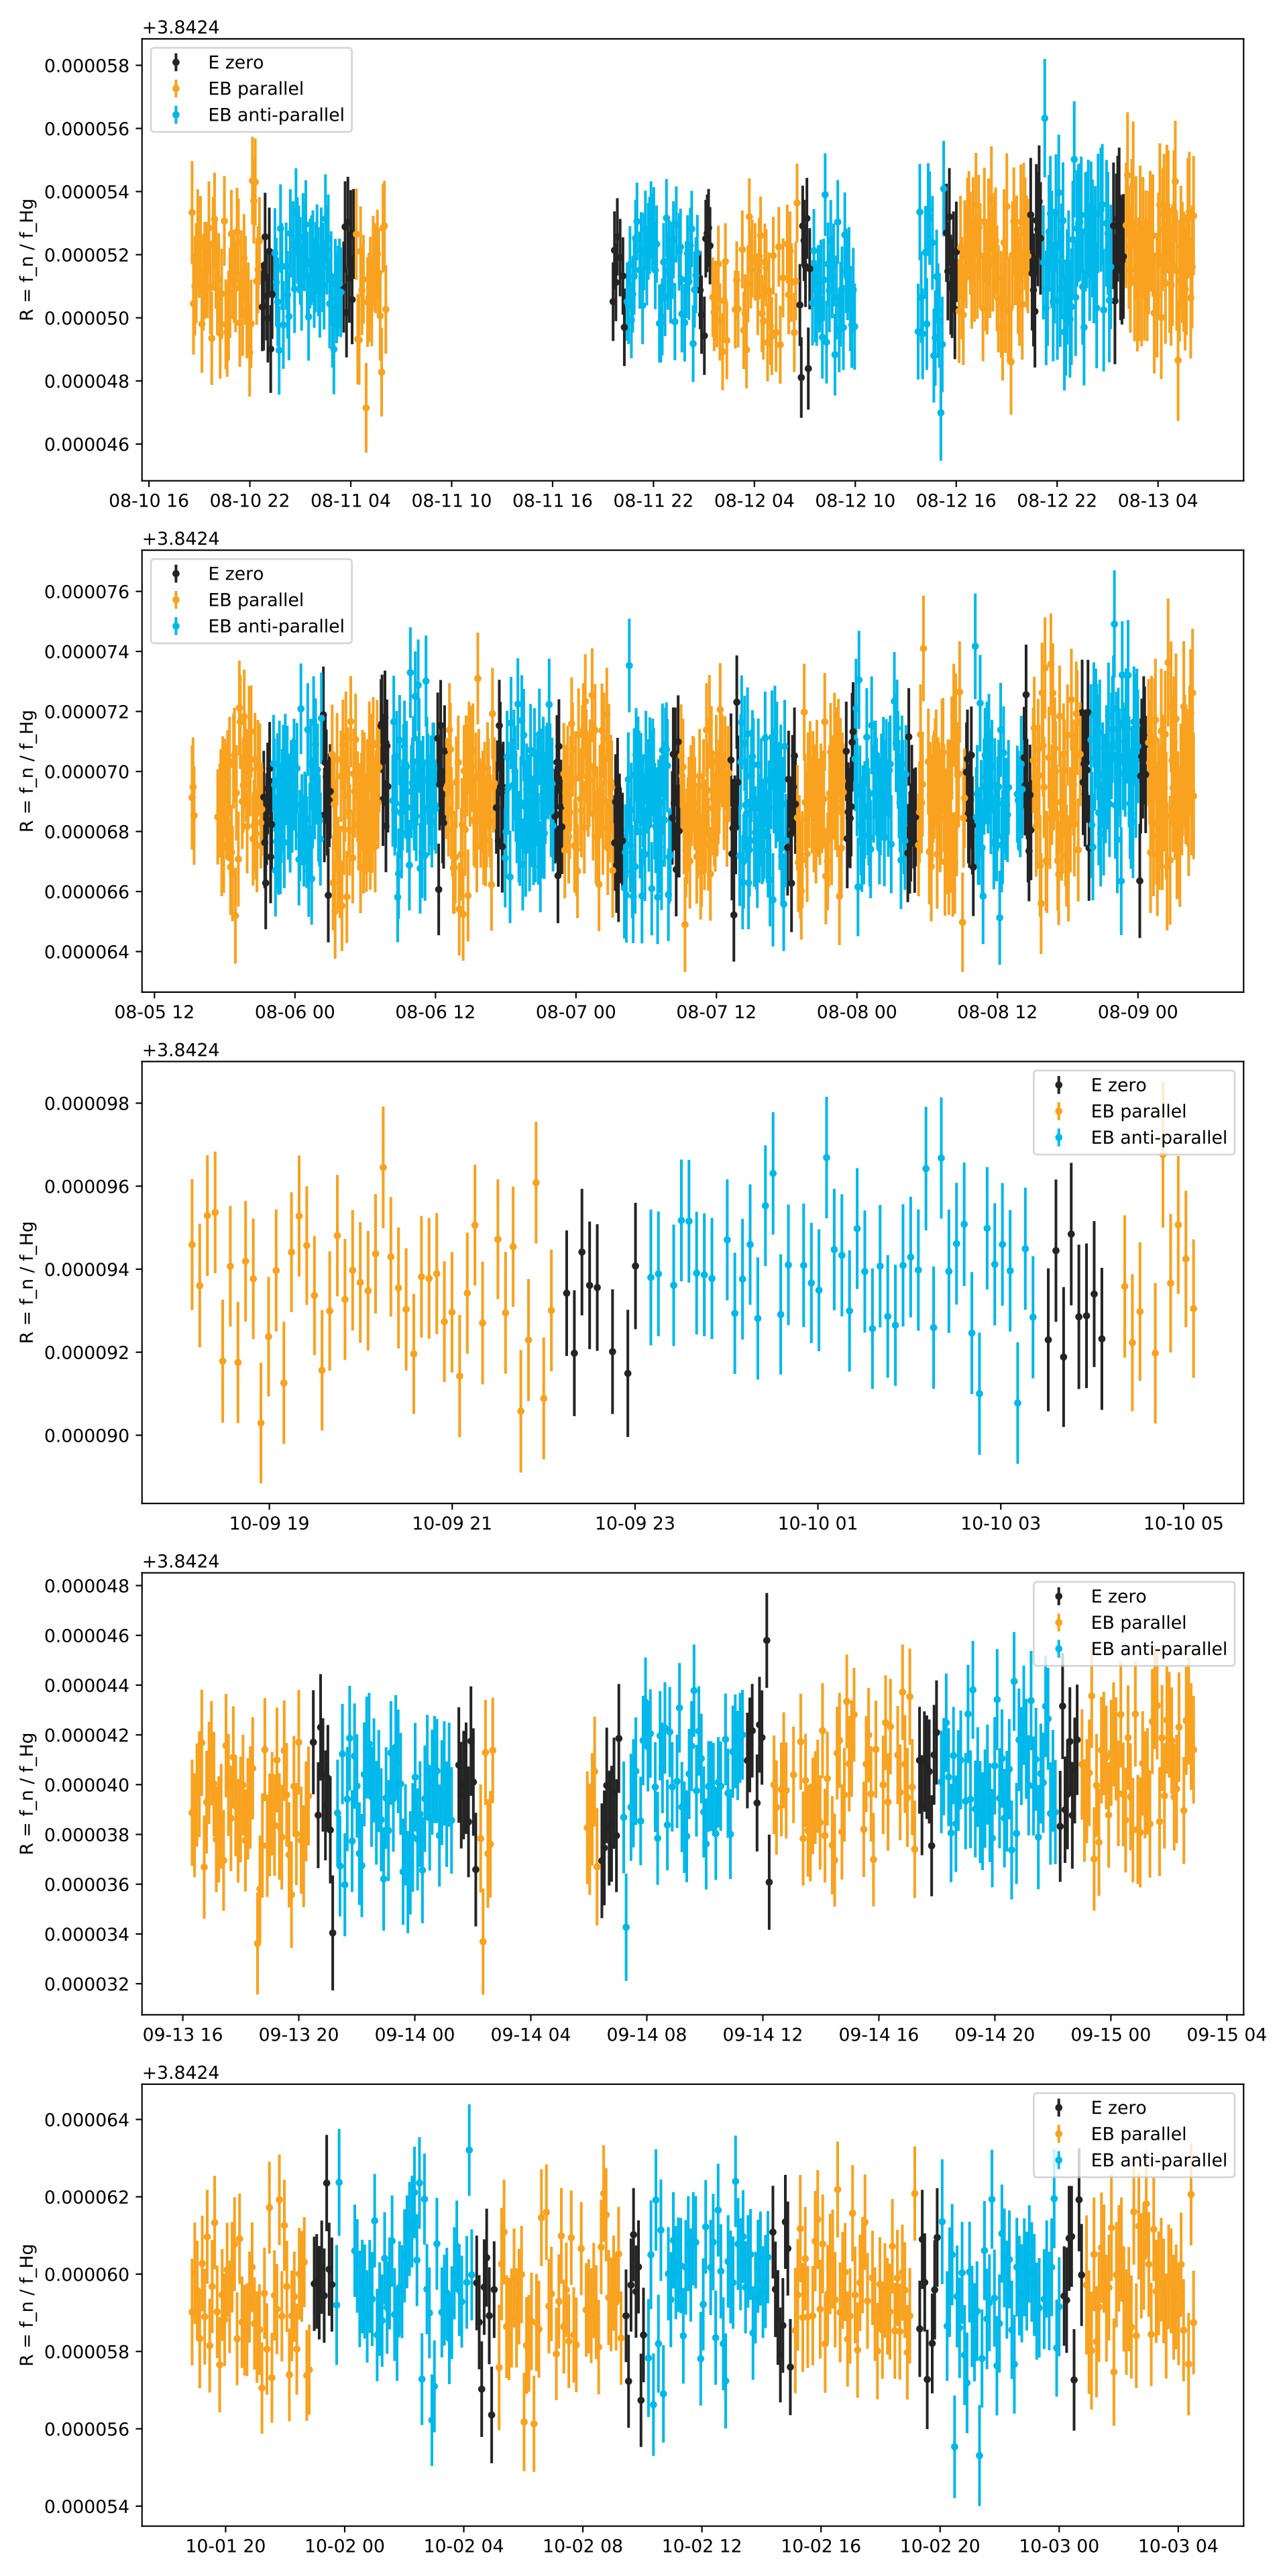 +3.8424
0.000058
0.000056
0.000054
0.000052
0.000050
0.000048
0.000046
R = f_n / f_Hg
E zero
EB parallel
EB anti-parallel
08-10 16 08-10 22 08-11 04 08-11 10 08-11 16 08-11 22 08-12 04 08-12 10 08-12 16 08-12 22 08-13 04
+3.8424
0.000076
0.000074
0.000072
0.000070
0.000068
0.000066
0.000064
R = f_n / f_Hg
E zero
EB parallel
EB anti-parallel
08-05 12 08-06 00 08-06 12 08-07 00 08-07 12 08-08 00 08-08 12 08-09 00
+3.8424
0.000098
0.000096
0.000094
0.000092
0.000090
R = f_n / f_Hg
E zero
EB parallel
EB anti-parallel
10-09 19 10-09 21 10-09 23 10-10 01 10-10 03 10-10 05
+3.8424
0.000048
0.000046
0.000044
0.000042
0.000040
0.000038
0.000036
0.000034
0.000032
R = f_n / f_Hg
E zero
EB parallel
EB anti-parallel
09-13 16 09-13 20 09-14 00 09-14 04 09-14 08 09-14 12 09-14 16 09-14 20 09-15 00 09-15 04
+3.8424
0.000064
0.000062
0.000060
0.000058
0.000056
0.000054
R = f_n / f_Hg
E zero
EB parallel
EB anti-parallel
10-01 20 10-02 00 10-02 04 10-02 08 10-02 12 10-02 16 10-02 20 10-03 00 10-03 04